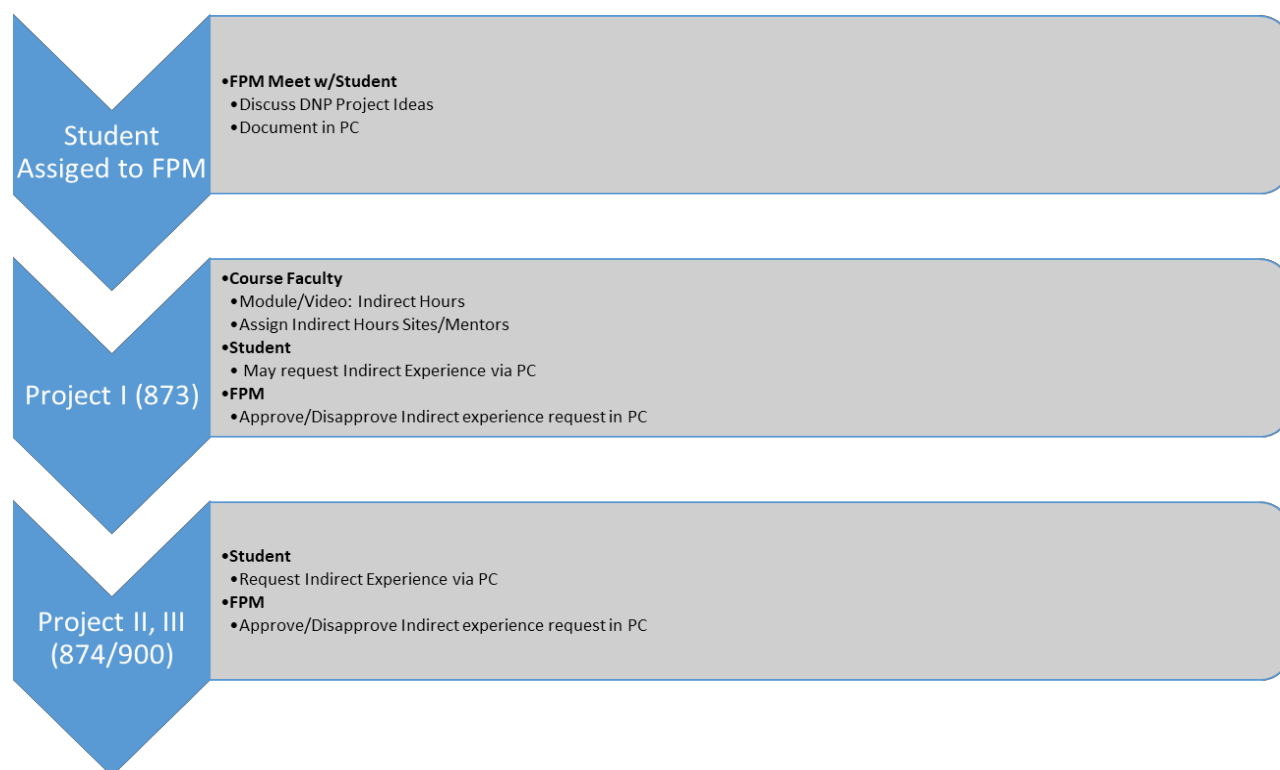 Student
Assiged to FPM
•FPM Meet w/Student
•Discuss DNP Project Ideas
•Document in PC
Project I (873)
•Course Faculty
•Module/Video: Indirect Hours
•Assign Indirect Hours Sites/Mentors
•Student
• May request Indirect Experience via PC
•FPM
•Approve/Disapprove Indirect experience request in PC
Project II, III
(874/900)
•Student
•Request Indirect Experience via PC
•FPM
•Approve/Disapprove Indirect experience request in PC